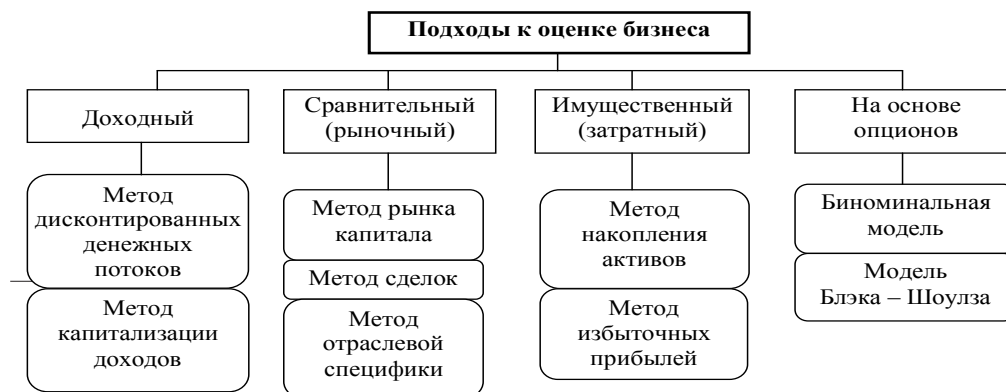 Подходы к оценке бизнеса
Доходный
Сравнительный
(рыночный)
Имущественный
(затратный)
На основе
опционов
Метод
дисконтированных
денежных
потоков
Метод
капитализации
доходов
Метод рынка
капитала
Метод сделок
Метод
отраслевой
специфики
Метод
накопления
активов
Метод
избыточных
прибылей
Биноминальная
модель
Модель
Блэка – Шоулза